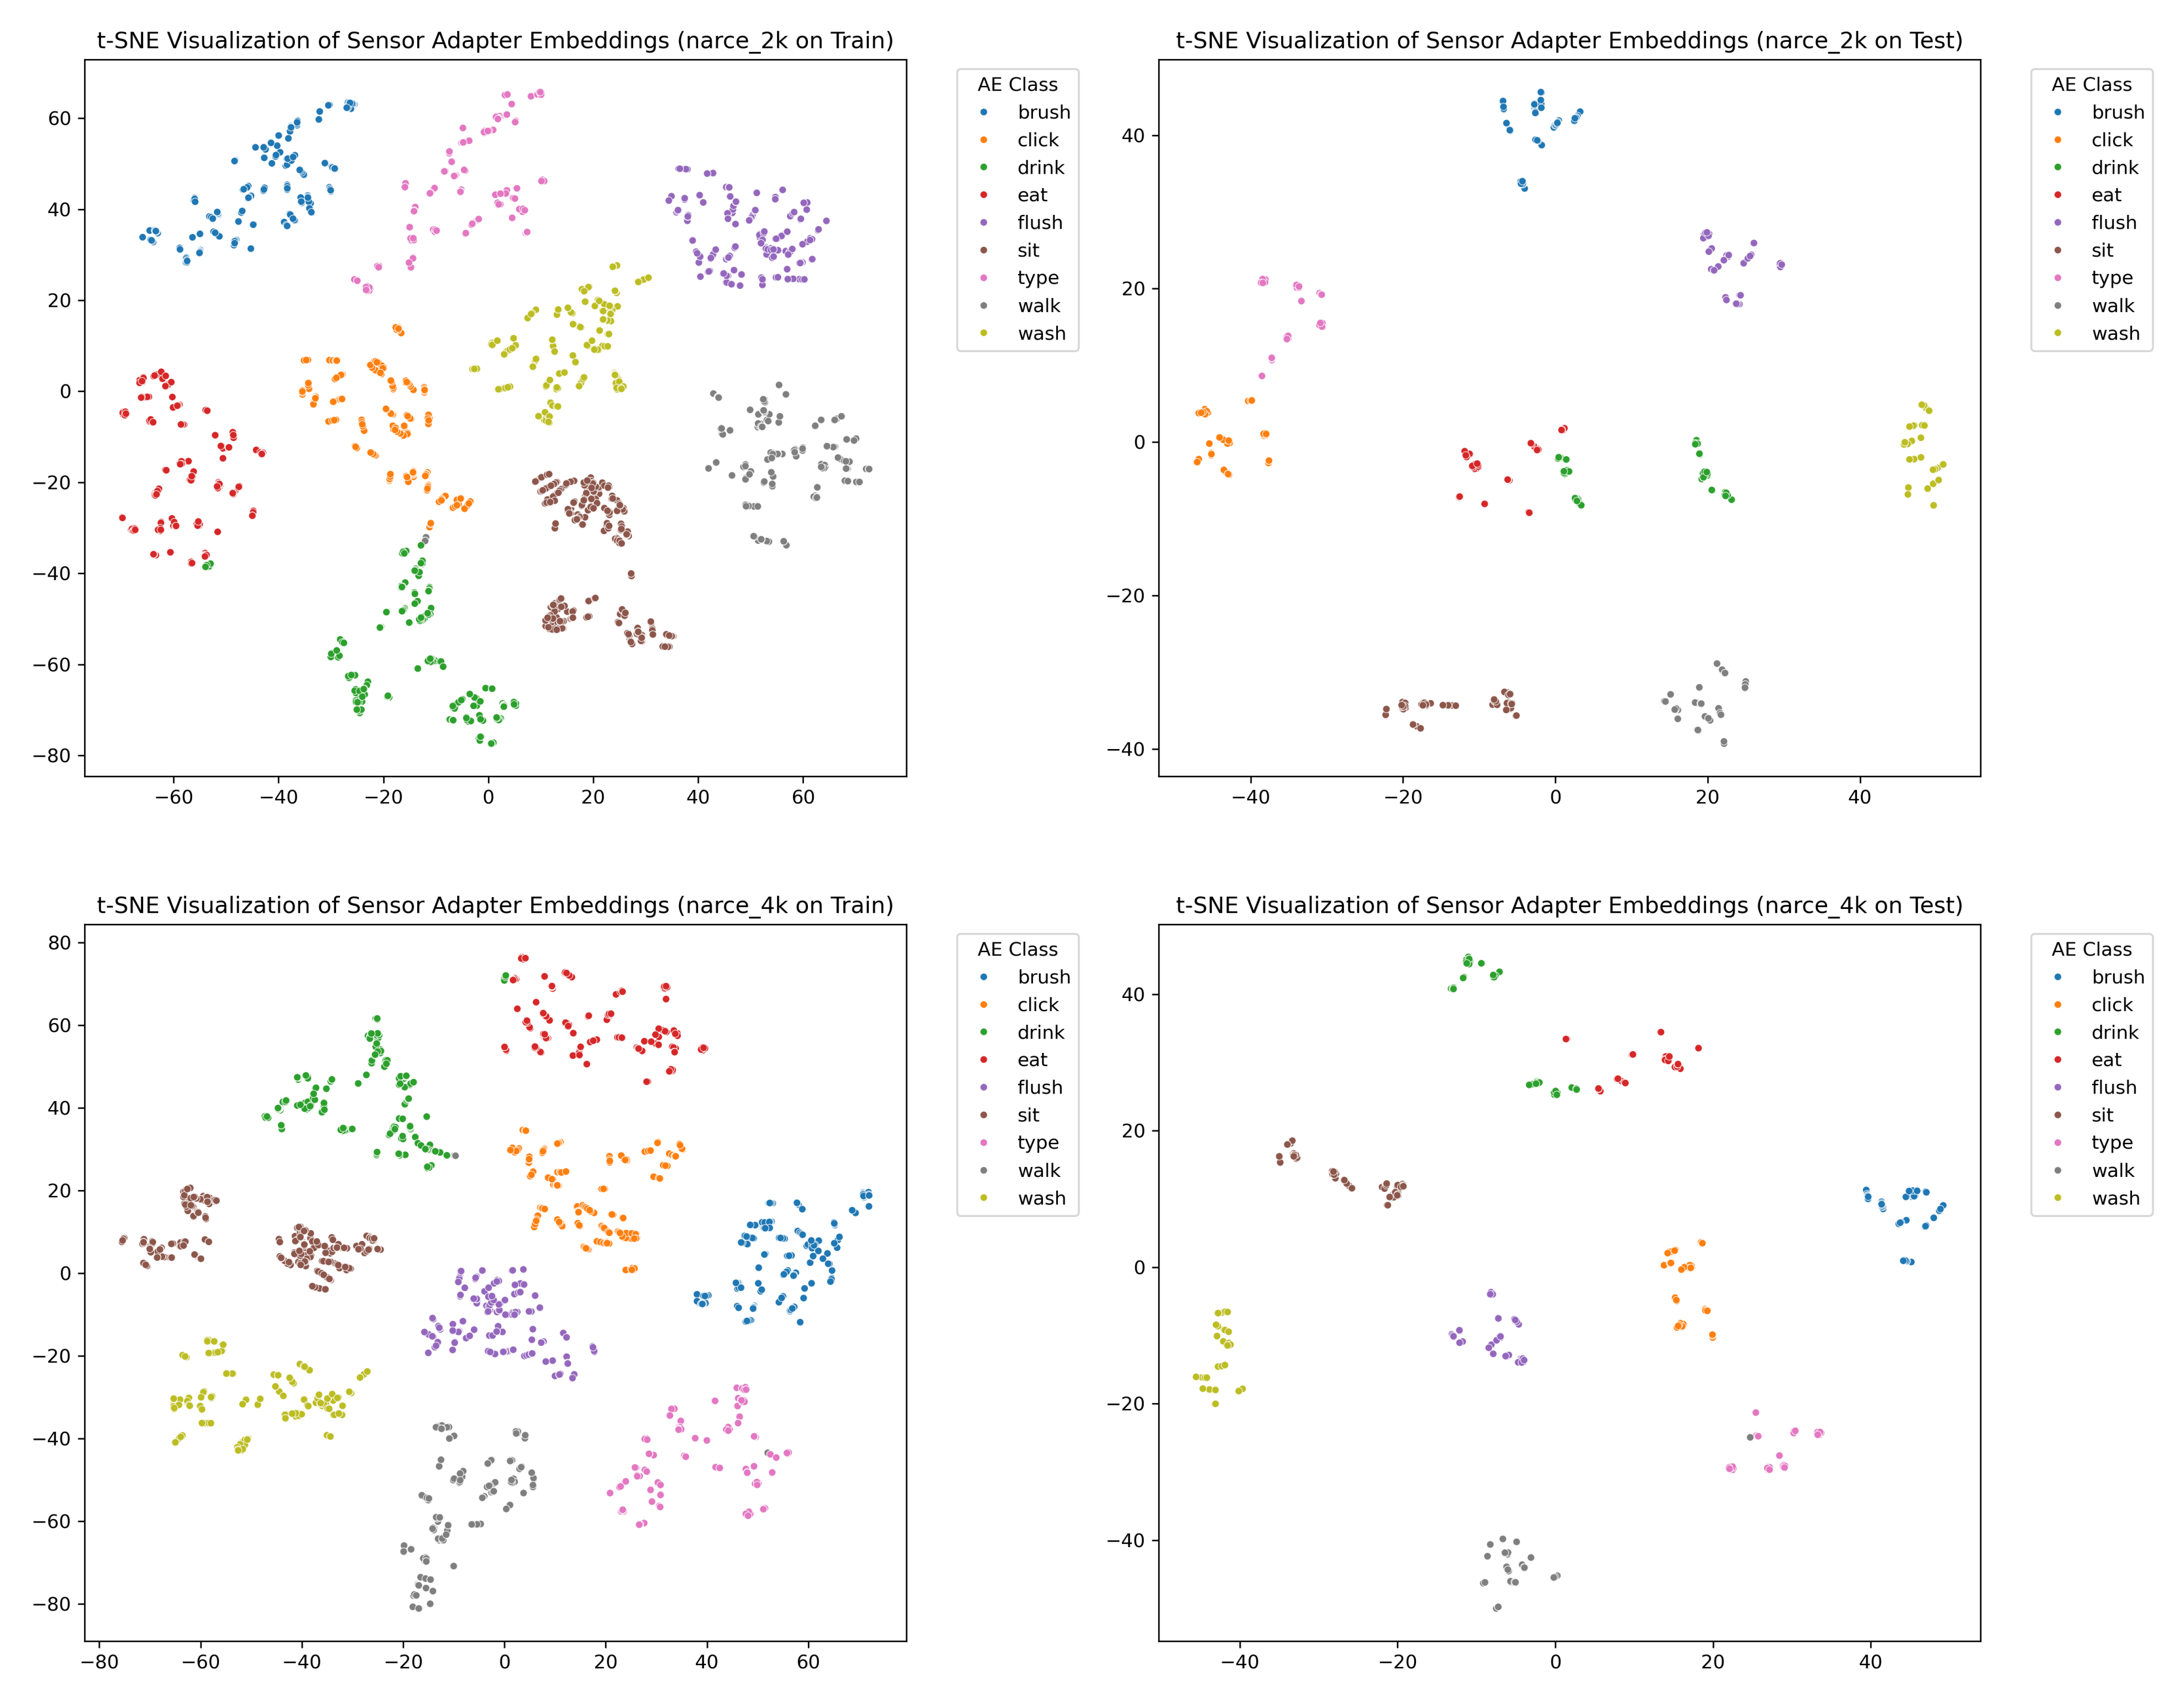 t-SNE Visualization of Sensor Adapter Embeddings (narce_2k on Train)
60
40
20
0
−20
−40
−60
−80
−60 −40 −20 0 20 40 60
AE Class
brush
click
drink
eat
flush
sit
type
walk
wash
t-SNE Visualization of Sensor Adapter Embeddings (narce_2k on Test)
40
20
0
−20
−40
−40 −20 0 20 40
AE Class
brush
click
drink
eat
flush
sit
type
walk
wash
t-SNE Visualization of Sensor Adapter Embeddings (narce_4k on Train)
80
60
40
20
0
−20
−40
−60
−80
−80 −60 −40 −20 0 20 40 60
AE Class
brush
click
drink
eat
flush
sit
type
walk
wash
t-SNE Visualization of Sensor Adapter Embeddings (narce_4k on Test)
40
20
0
−20
−40
−40 −20 0 20 40
AE Class
brush
click
drink
eat
flush
sit
type
walk
wash